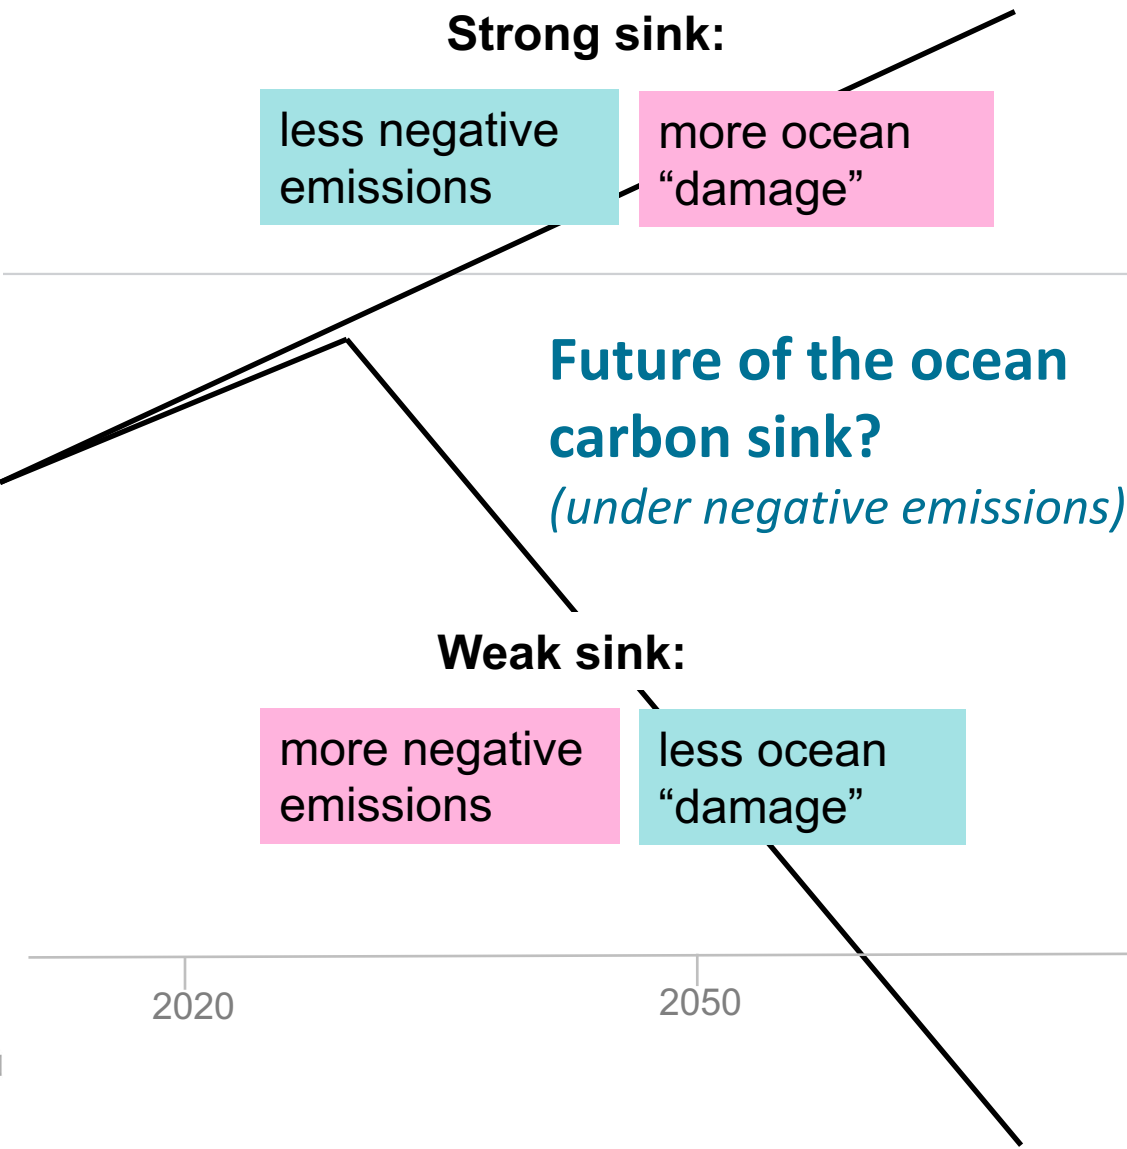 Strong sink:
less negative
emissions
more ocean
“damage”
Future of the ocean
carbon sink?
(under negative emissions)
Weak sink:
more negative
emissions
less ocean
“damage”
2020
2050